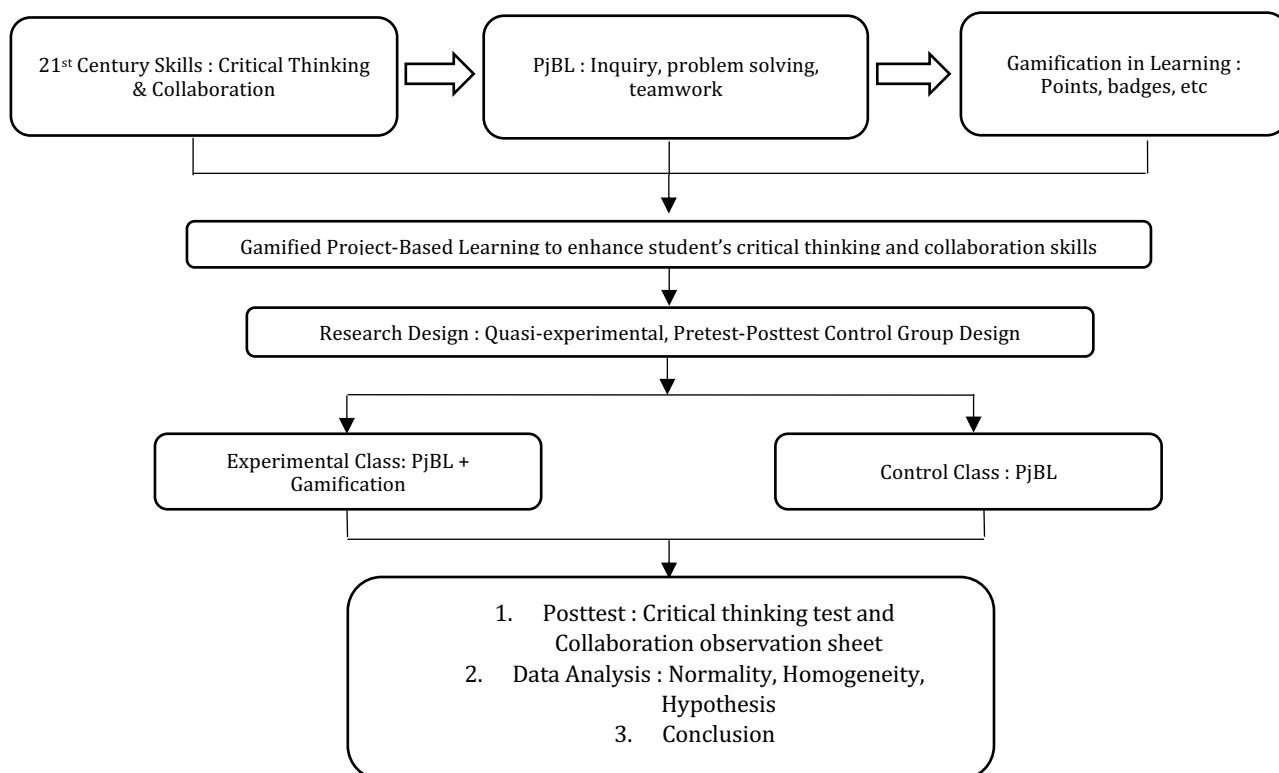 21st Century Skills : Critical Thinking
& Collaboration
PjBL : Inquiry, problem solving,
teamwork
Gamification in Learning :
Points, badges, etc
Gamified Project-Based Learning to enhance student’s critical thinking and collaboration skills
Research Design : Quasi-experimental, Pretest-Posttest Control Group Design
Experimental Class: PjBL +
Gamification
Control Class : PjBL
1. Posttest : Critical thinking test and
Collaboration observation sheet
2. Data Analysis : Normality, Homogeneity,
Hypothesis
3. Conclusion